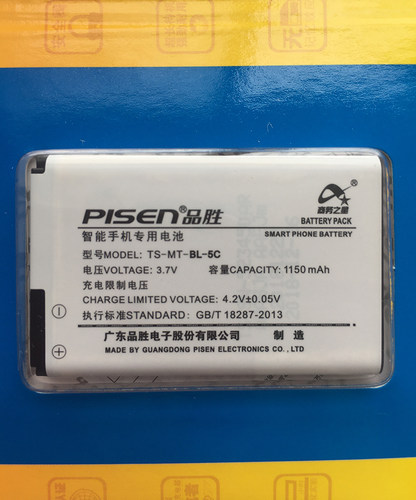 PISEN®品胜
商务之星
BATTERY PACK
智能手机专用电池
SMART PHONE BATTERY
型号MODEL: TS-MT-BL-5C
电压VOLTAGE: 3.7V 容量CAPACITY: 1150mAh
充电限制电压
CHARGE LIMITED VOLTAGE: 4.2V±0.05V
执行标准STANDARD: GB/T 18287-2013
广东品胜电子股份有限公司 制造
MADE BY GUANGDONG PISEN ELECTRONICS CO., LTD.